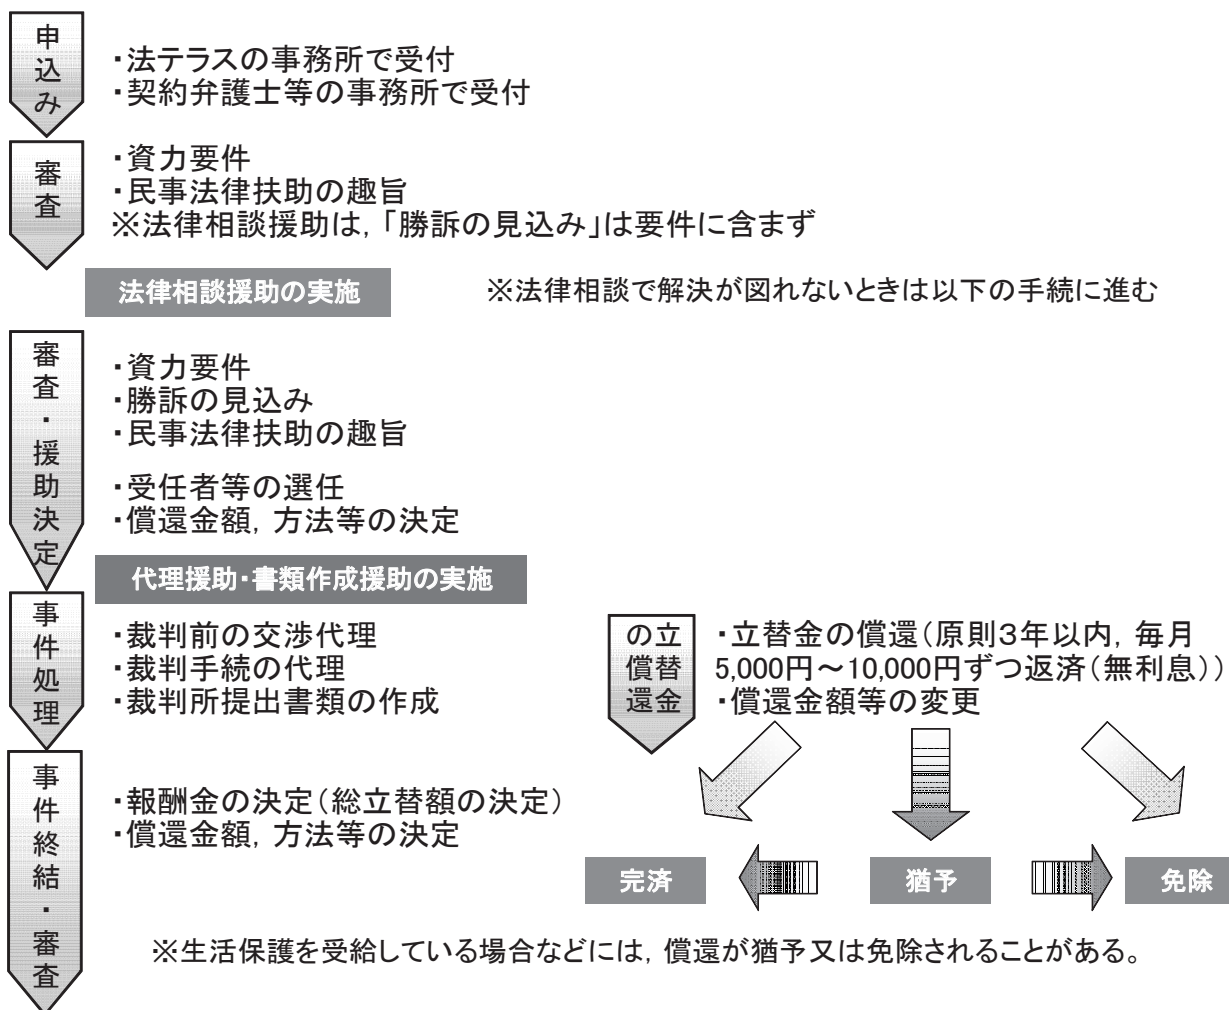 申込み
・法テラスの事務所で受付
・契約弁護士等の事務所で受付
審査
・資力要件
・民事法律扶助の趣旨
※法律相談援助は，「勝訴の見込み」は要件に含まず
法律相談援助の実施
※法律相談で解決が図れないときは以下の手続に進む
審査・援助決定
・資力要件
・勝訴の見込み
・民事法律扶助の趣旨
・受任者等の選任
・償還金額，方法等の決定
代理援助・書類作成援助の実施
事件処理
・裁判前の交渉代理
・裁判手続の代理
・裁判所提出書類の作成
立替金
の償還
・立替金の償還（原則３年以内，毎月
5,000円～10,000円ずつ返済（無利息））
・償還金額等の変更
事件終結・審査
・報酬金の決定（総立替額の決定）
・償還金額，方法等の決定
完済
猶予
免除
※生活保護を受給している場合などには，償還が猶予又は免除されることがある。